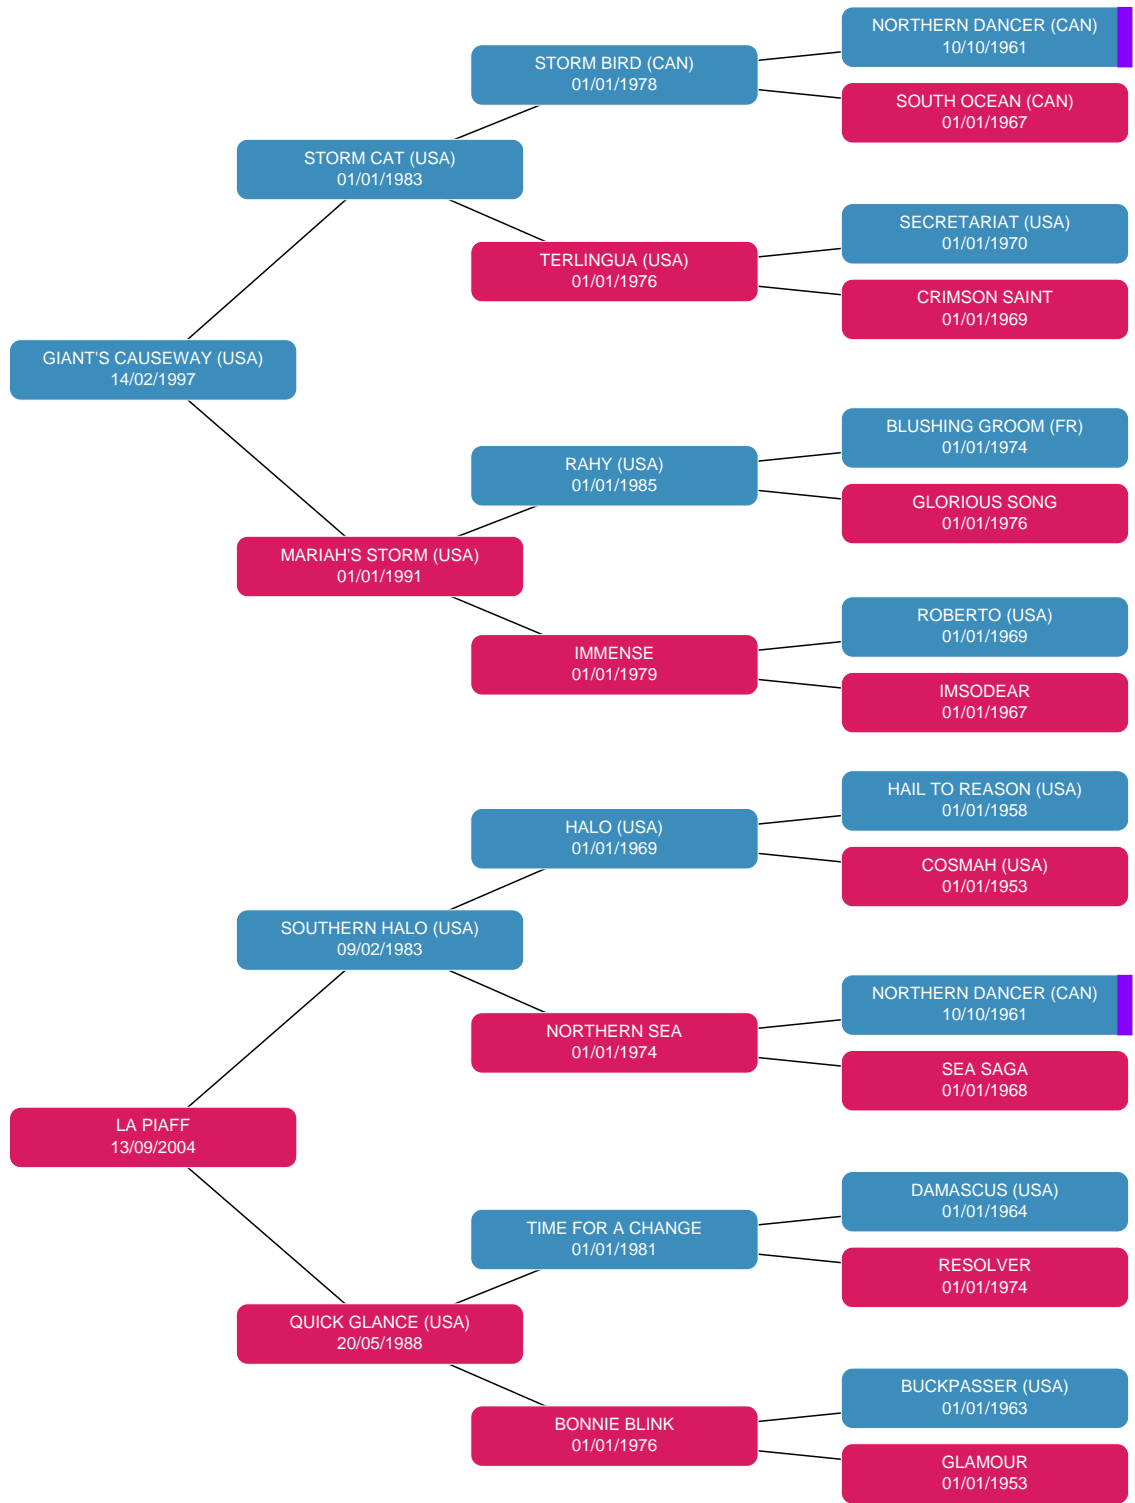 NORTHERN DANCER (CAN)
10/10/1961
STORM BIRD (CAN)
01/01/1978
SOUTH OCEAN (CAN)
01/01/1967
STORM CAT (USA)
01/01/1983
SECRETARIAT (USA)
01/01/1970
TERLINGUA (USA)
01/01/1976
CRIMSON SAINT
01/01/1969
GIANT'S CAUSEWAY (USA)
14/02/1997
BLUSHING GROOM (FR)
01/01/1974
RAHY (USA)
01/01/1985
GLORIOUS SONG
01/01/1976
MARIAH'S STORM (USA)
01/01/1991
ROBERTO (USA)
01/01/1969
IMMENSE
01/01/1979
IMSODEAR
01/01/1967
HAIL TO REASON (USA)
01/01/1958
HALO (USA)
01/01/1969
COSMAH (USA)
01/01/1953
SOUTHERN HALO (USA)
09/02/1983
NORTHERN DANCER (CAN)
10/10/1961
NORTHERN SEA
01/01/1974
SEA SAGA
01/01/1968
LA PIAFF
13/09/2004
DAMASCUS (USA)
01/01/1964
TIME FOR A CHANGE
01/01/1981
RESOLVER
01/01/1974
QUICK GLANCE (USA)
20/05/1988
BUCKPASSER (USA)
01/01/1963
BONNIE BLINK
01/01/1976
GLAMOUR
01/01/1953